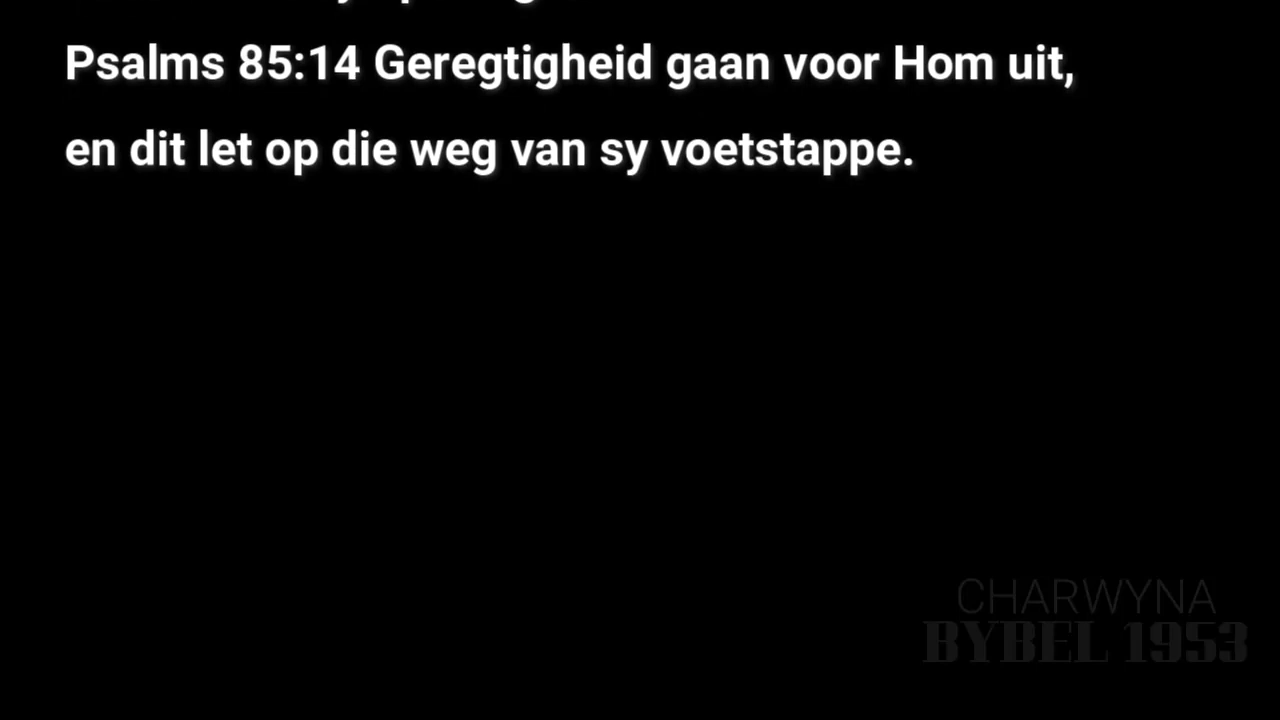 Psalms 85:14 Geregtigheid gaan voor Hom uit,
en dit let op die weg van sy voetstappe.
CHARWYNA
BYBEL 1953